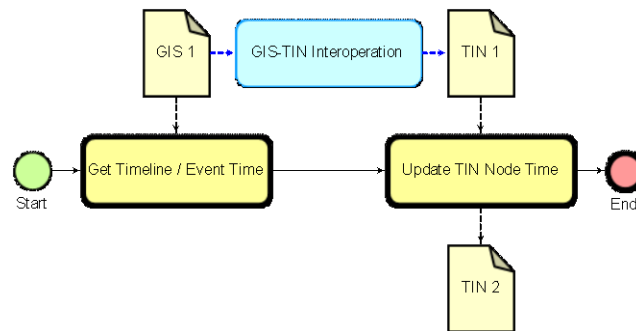 GIS 1
GIS-TIN Interoperation
TIN 1
Get Timeline / Event Time
Update TIN Node Time
Start
End
TIN 2